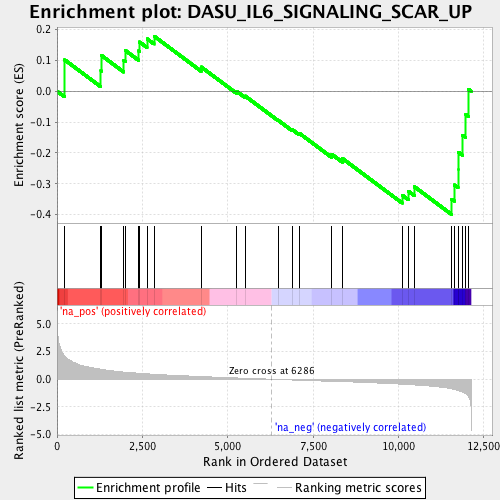 Enrichment plot: DASU_IL6_SIGNALING_SCAR_UP
Enrichment score (ES)
0.2
0.1
0.0
-0.1
-0.2
-0.3
-0.4
'na_pos' (positively correlated)
Ranked list metric (PreRanked)
5.0
2.5
0.0
-2.5
-5.0
Zero cross at 6286
'na_neg' (negatively correlated)
0 2,500 5,000 7,500 10,000 12,500
Rank in Ordered Dataset
Enrichment profile Hits Ranking metric scores